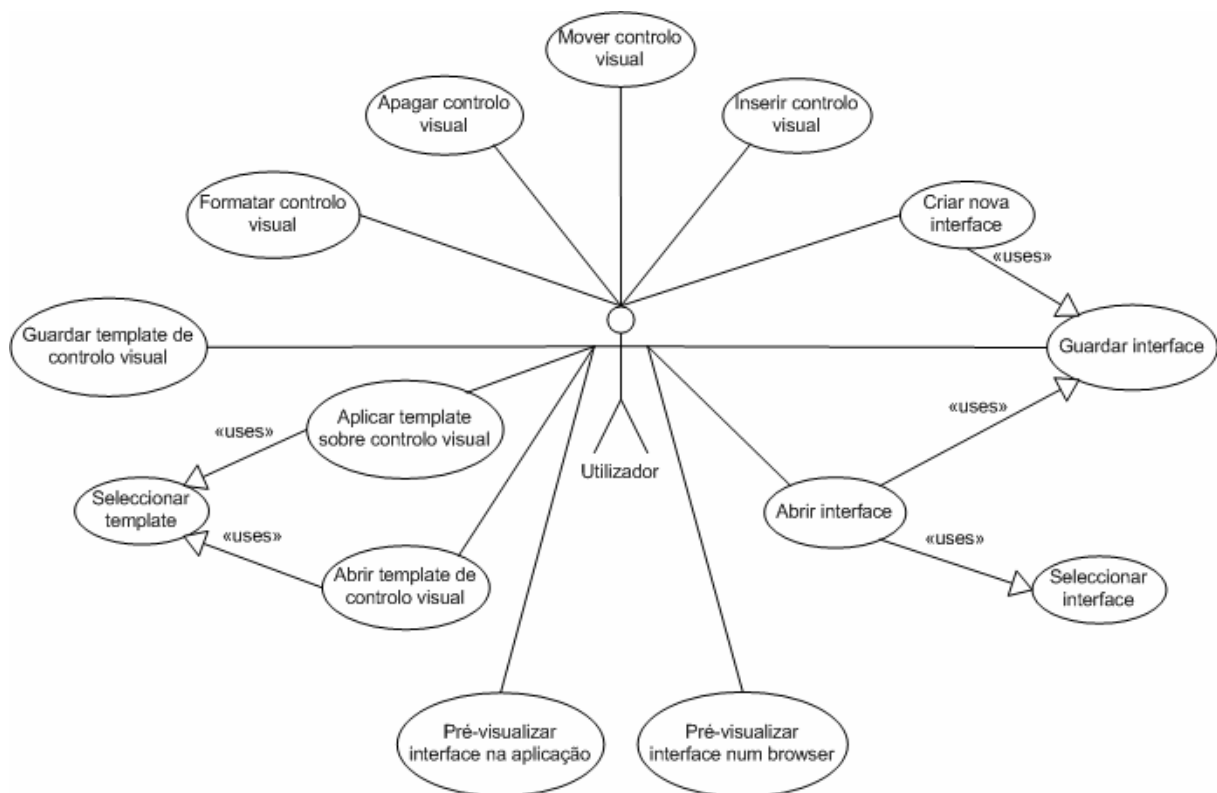 Mover controlo
visual
Apagar controlo
visual
Inserir controlo
visual
Formatar controlo
visual
Criar nova
interface
«uses»
Guardar template de
controlo visual
Guardar interface
Aplicar template
sobre controlo visual
«uses»
«uses»
Utilizador
Seleccionar
template
Abrir interface
«uses»
«uses»
Abrir template de
controlo visual
Seleccionar
interface
Pré-visualizar
interface na aplicação
Pré-visualizar
interface num browser